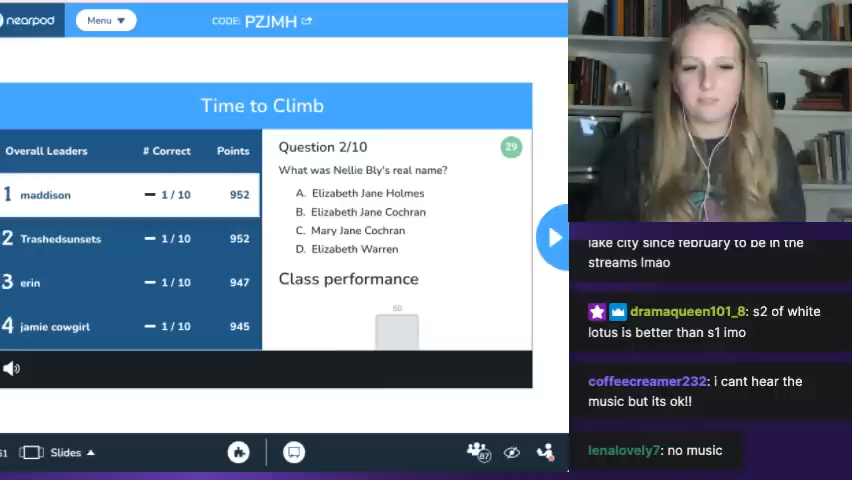 nearpod
Menu ▼
CODE: PZJMH
Time to Climb
Overall Leaders # Correct Points
1 maddison 1 / 10 952
2 Trashedsunsets 1 / 10 952
3 erin 1 / 10 947
4 jamie cowgirl 1 / 10 945
Question 2/10
29
What was Nellie Bly's real name?
A. Elizabeth Jane Holmes
B. Elizabeth Jane Cochran
C. Mary Jane Cochran
D. Elizabeth Warren
Class performance
50
Slides ▲
87
lake city since february to be in the
streams lmao
dramaqueen101_8: s2 of white
lotus is better than s1 imo
coffeecreamer232: i cant hear the
music but its ok!!
lenalovely7: no music